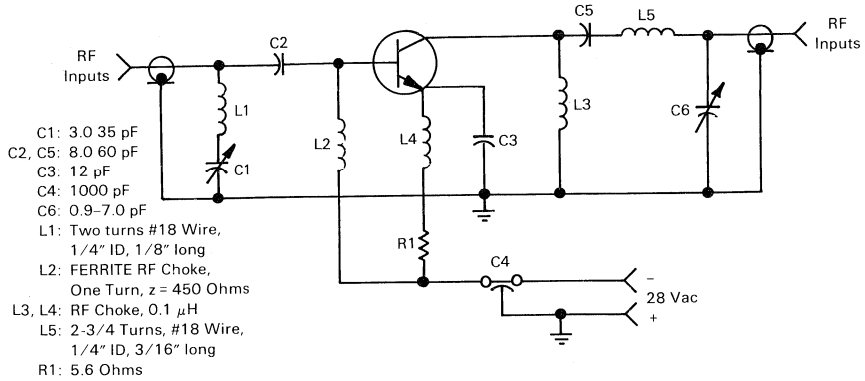 C5
L5
RF
Inputs
RF
Inputs
C2
L1
L2
L4
C3
L3
C6
C1
R1
C4
–
28 Vac
+
C1: 3.0 35 pF
C2, C5: 8.0 60 pF
C3: 12 pF
C4: 1000 pF
C6: 0.9–7.0 pF
L1: Two turns #18 Wire,
1/4" ID, 1/8" long
L2: FERRITE RF Choke,
One Turn, z = 450 Ohms
L3, L4: RF Choke, 0.1 μH
L5: 2-3/4 Turns, #18 Wire,
1/4" ID, 3/16" long
R1: 5.6 Ohms